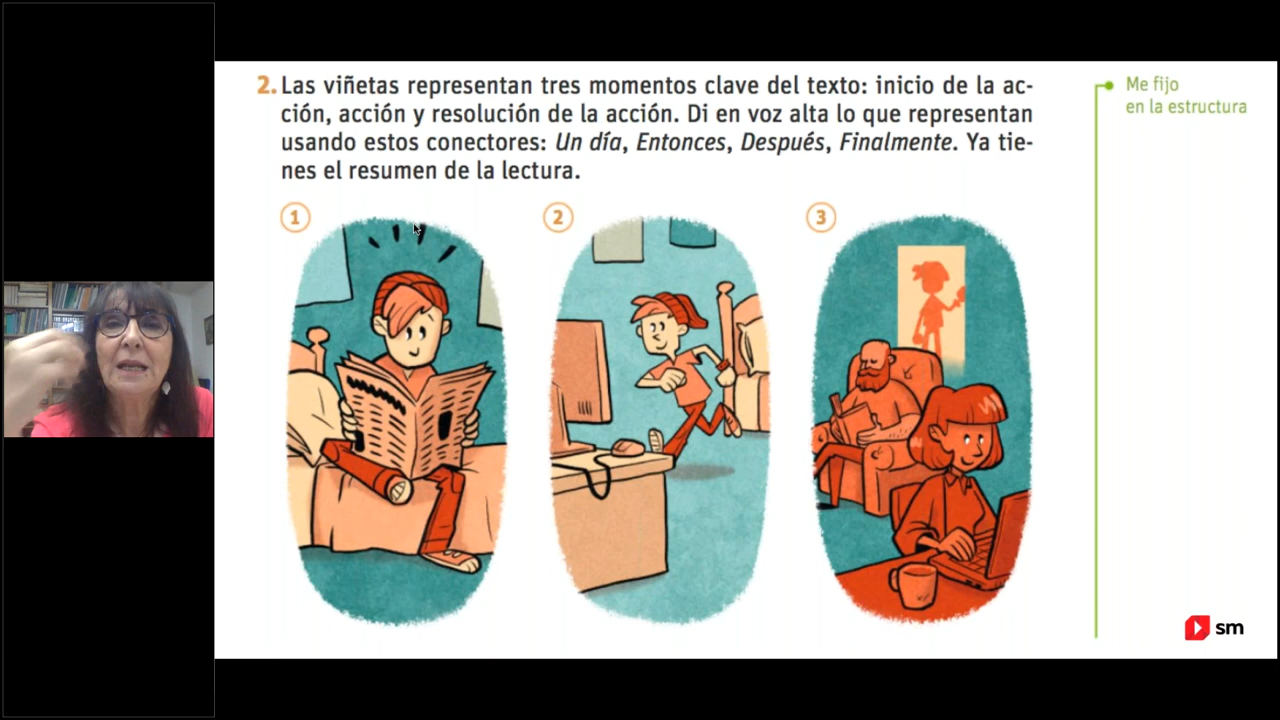 2. Las viñetas representan tres momentos clave del texto: inicio de la ac-
ción, acción y resolución de la acción. Di en voz alta lo que representan
usando estos conectores: Un día, Entonces, Después, Finalmente. Ya tie-
nes el resumen de la lectura.
Me fijo
en la estructura
1
2
3
sm